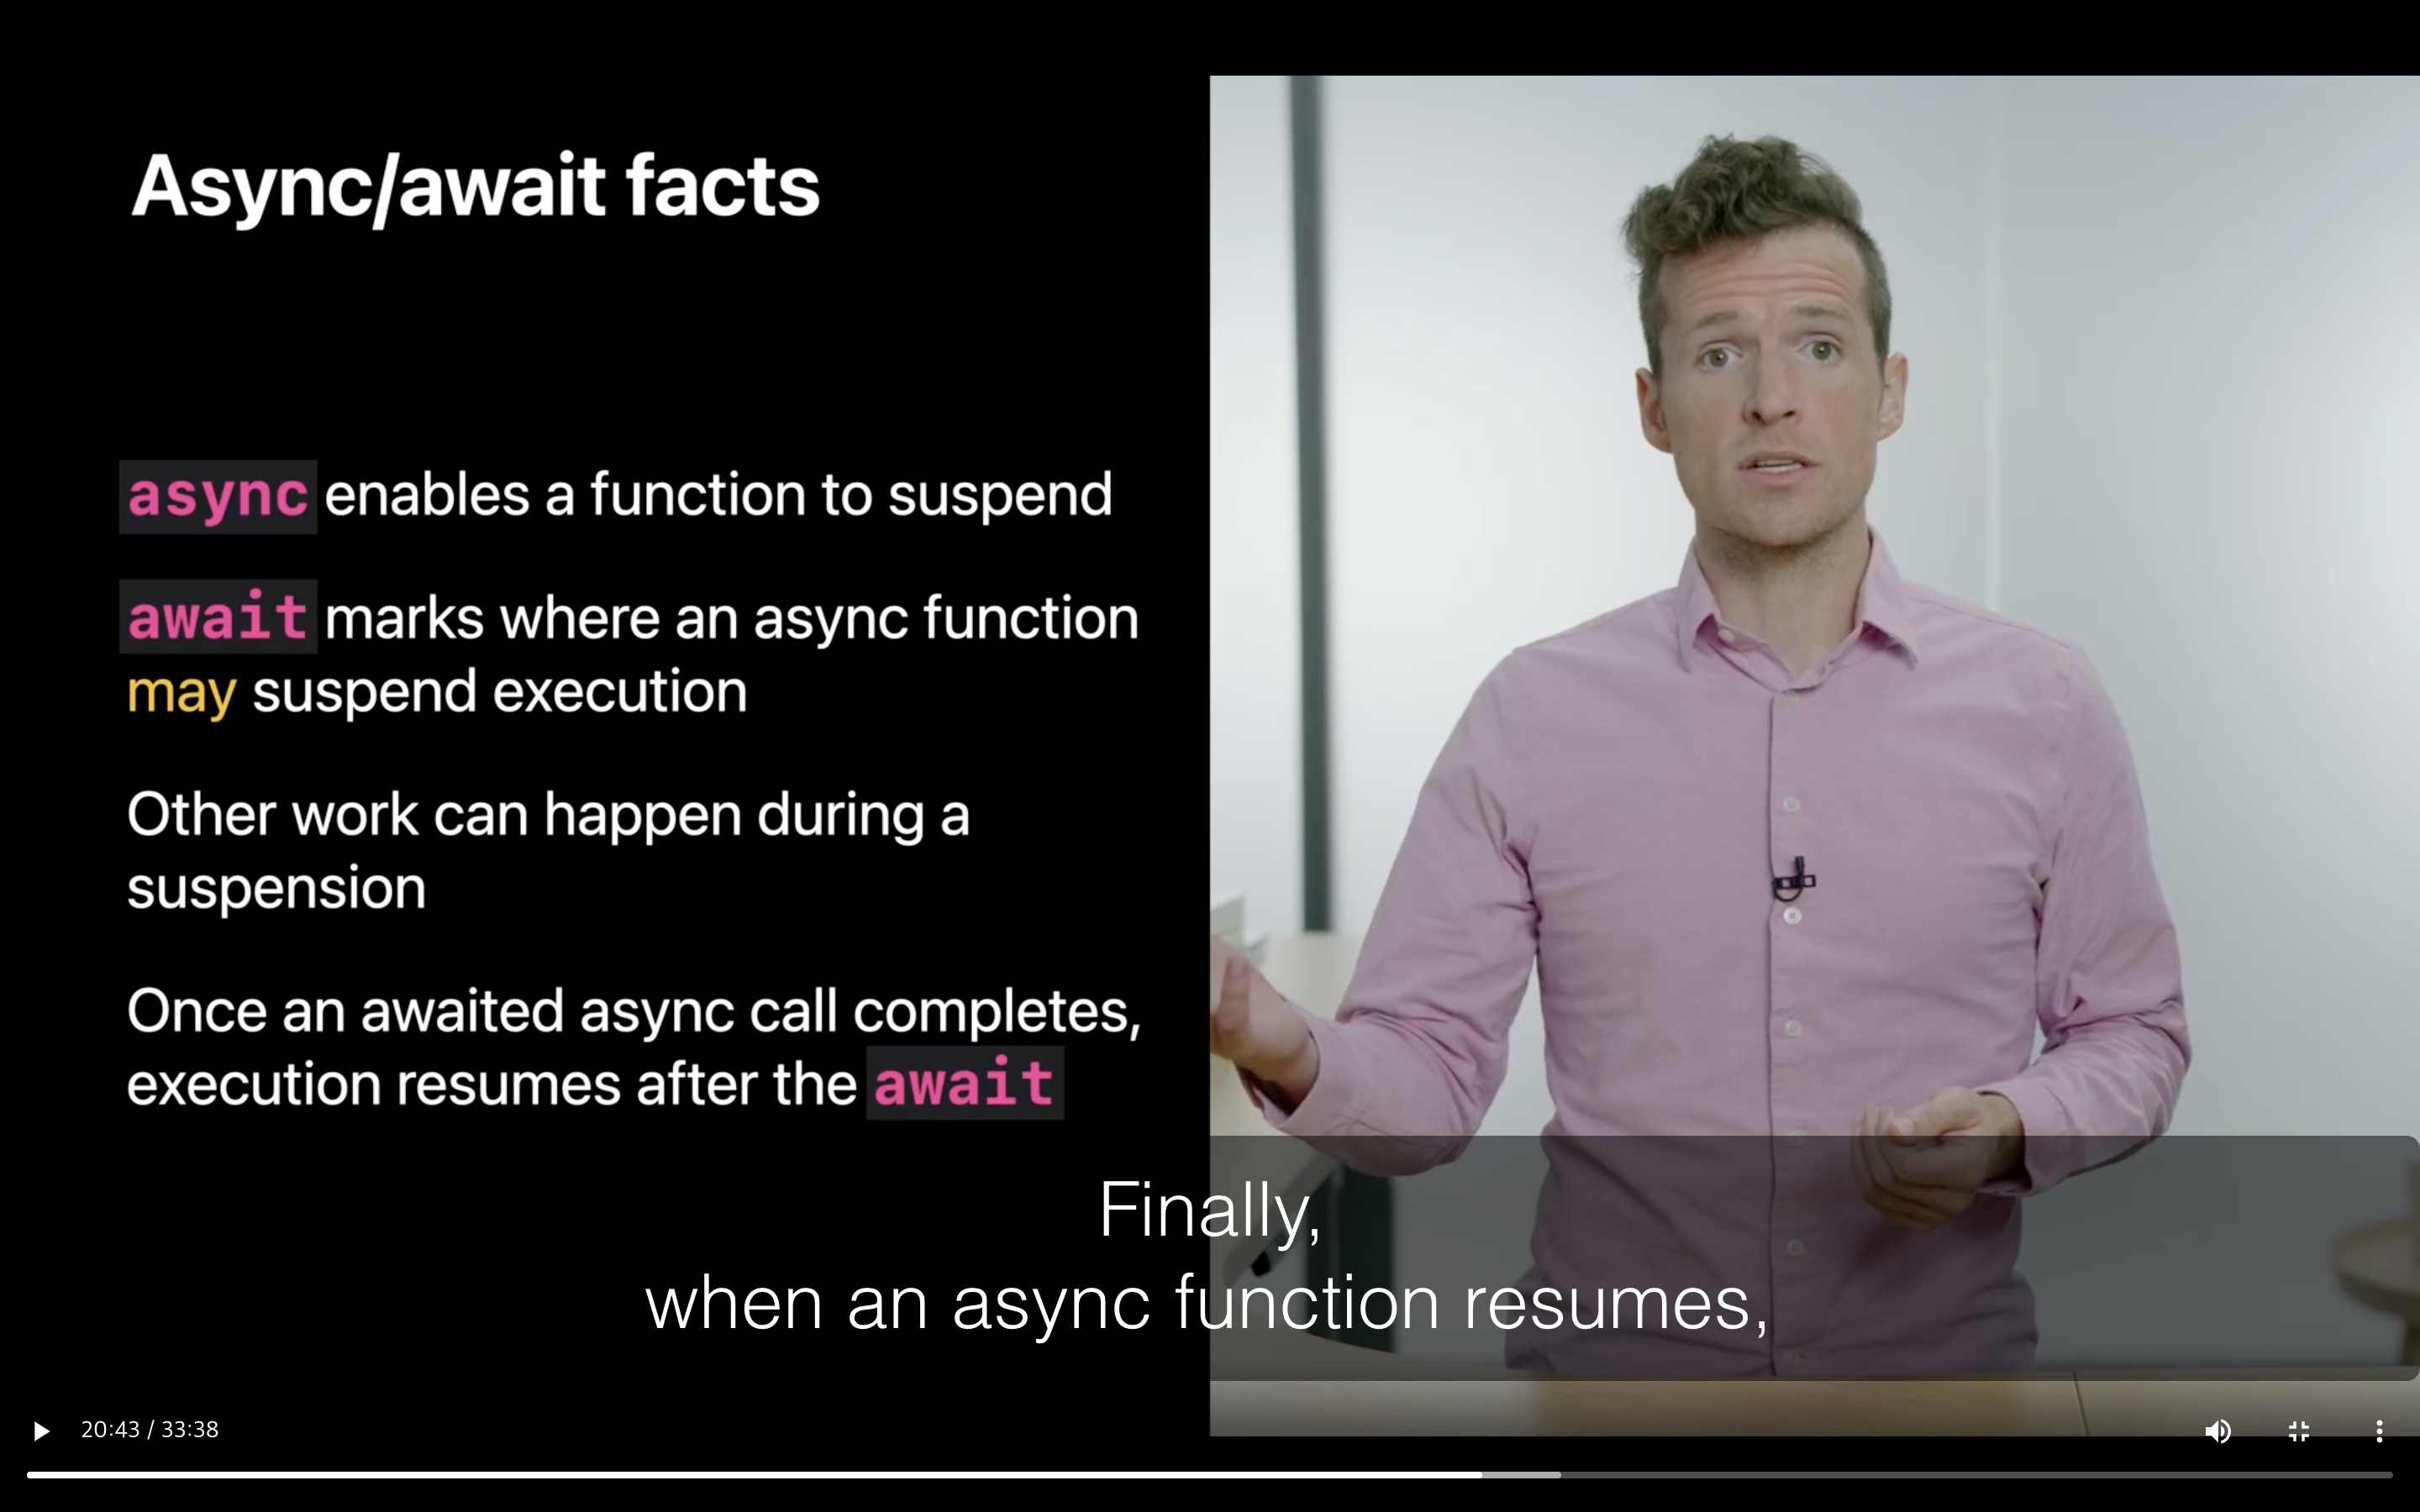 Async/await facts
async enables a function to suspend
await marks where an async function
may suspend execution
Other work can happen during a
suspension
Once an awaited async call completes,
execution resumes after the await
Finally,
when an async function resumes,
20:43 / 33:38